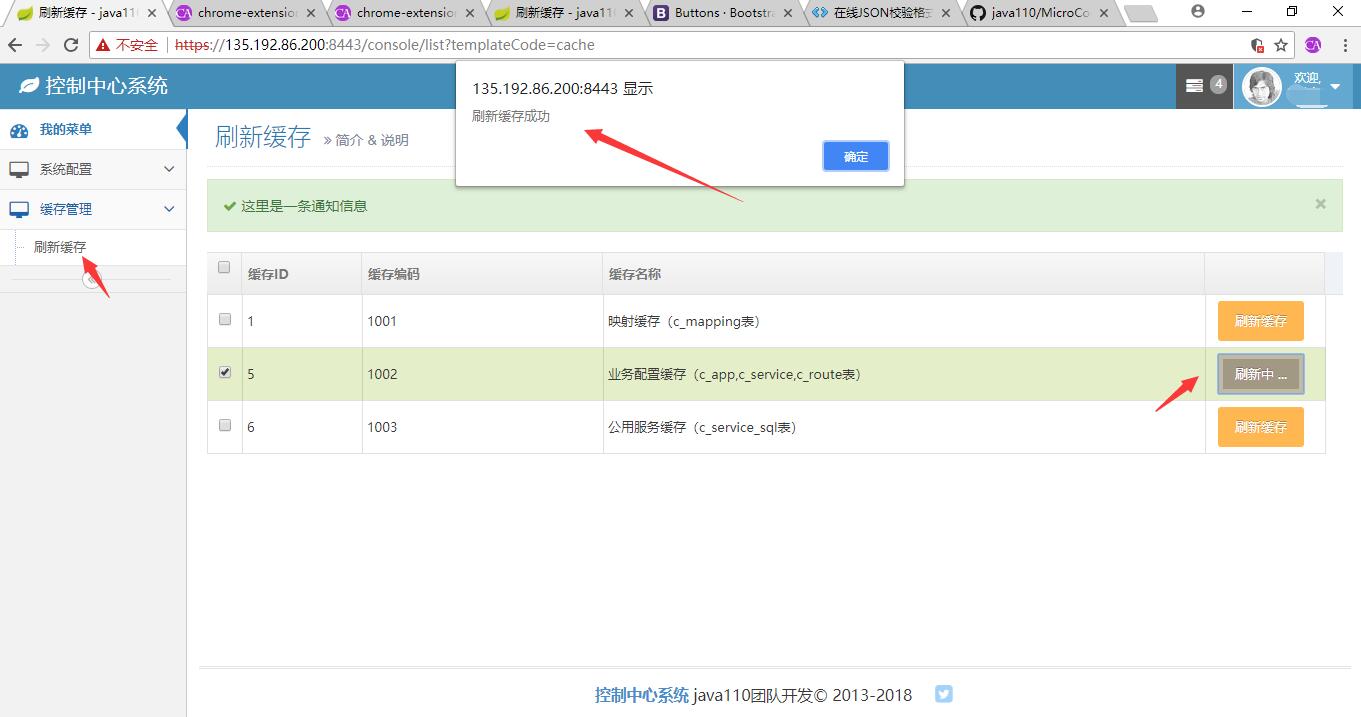 刷新缓存 - java110
chrome-extension
chrome-extension
刷新缓存 - java110
Buttons · Bootstra
在线JSON校验格式
java110/MicroCo
不安全 https://135.192.86.200:8443/console/list?templateCode=cache
控制中心系统
4
欢迎,
135.192.86.200:8443 显示
刷新缓存成功
确定
我的菜单
系统配置
缓存管理
刷新缓存
刷新缓存 » 简介 & 说明
这里是一条通知信息
缓存ID 缓存编码 缓存名称
1 1001 映射缓存（c_mapping表） 刷新缓存
5 1002 业务配置缓存（c_app,c_service,c_route表） 刷新中 ...
6 1003 公用服务缓存（c_service_sql表） 刷新缓存
控制中心系统 java110团队开发© 2013-2018